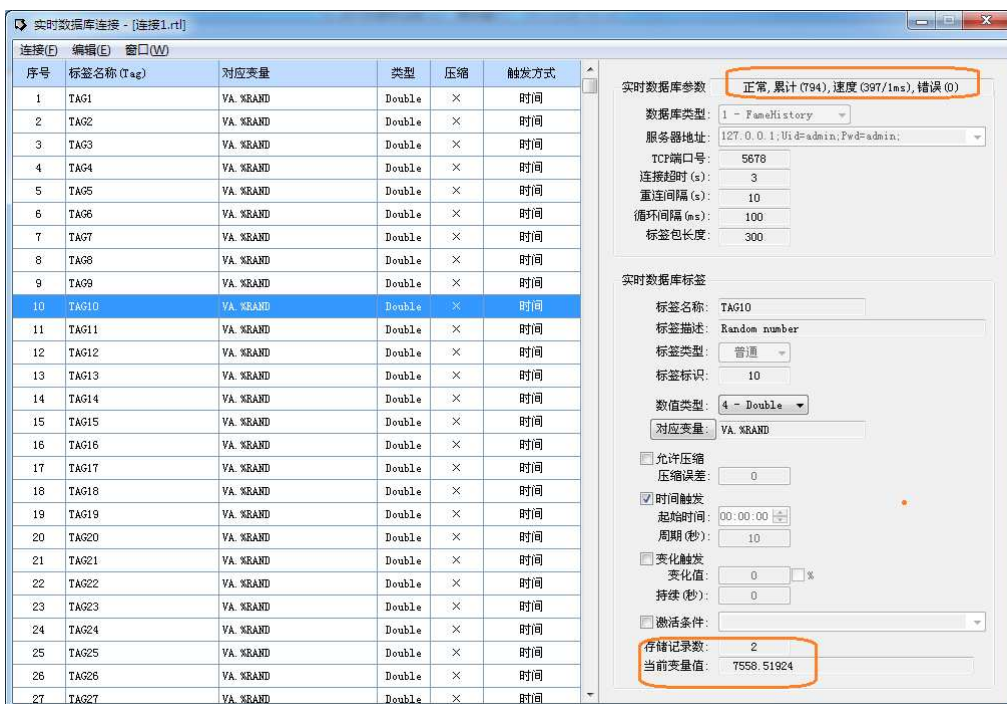 实时数据库连接 - [连接1.rtl]
连接(F) 编辑(E) 窗口(W)
序号 标签名称(Tag) 对应变量 类型 压缩 触发方式
1 TAG1 VA.%RAND Double × 时间
2 TAG2 VA.%RAND Double × 时间
3 TAG3 VA.%RAND Double × 时间
4 TAG4 VA.%RAND Double × 时间
5 TAG5 VA.%RAND Double × 时间
6 TAG6 VA.%RAND Double × 时间
7 TAG7 VA.%RAND Double × 时间
8 TAG8 VA.%RAND Double × 时间
9 TAG9 VA.%RAND Double × 时间
10 TAG10 VA.%RAND Double × 时间
11 TAG11 VA.%RAND Double × 时间
12 TAG12 VA.%RAND Double × 时间
13 TAG13 VA.%RAND Double × 时间
14 TAG14 VA.%RAND Double × 时间
15 TAG15 VA.%RAND Double × 时间
16 TAG16 VA.%RAND Double × 时间
17 TAG17 VA.%RAND Double × 时间
18 TAG18 VA.%RAND Double × 时间
19 TAG19 VA.%RAND Double × 时间
20 TAG20 VA.%RAND Double × 时间
21 TAG21 VA.%RAND Double × 时间
22 TAG22 VA.%RAND Double × 时间
23 TAG23 VA.%RAND Double × 时间
24 TAG24 VA.%RAND Double × 时间
25 TAG25 VA.%RAND Double × 时间
26 TAG26 VA.%RAND Double × 时间
27 TAG27 VA.%RAND Double × 时间
实时数据库参数 正常,累计(794),速度(397/1ms),错误(0)
数据库类型: 1 - FameHistory
服务器地址: 127.0.0.1;Uid=admin;Pwd=admin;
TCP端口号: 5678
连接超时(s): 3
重连间隔(s): 10
循环间隔(ms): 100
标签包长度: 300
实时数据库标签
标签名称: TAG10
标签描述: Random number
标签类型: 普通
标签标识: 10
数值类型: 4 - Double
对应变量: VA.%RAND
允许压缩
压缩误差: 0
时间触发
起始时间: 00:00:00
周期(秒): 10
变化触发
变化值: 0 %
持续(秒): 0
激活条件:
存储记录数: 2
当前变量值: 7558.51924